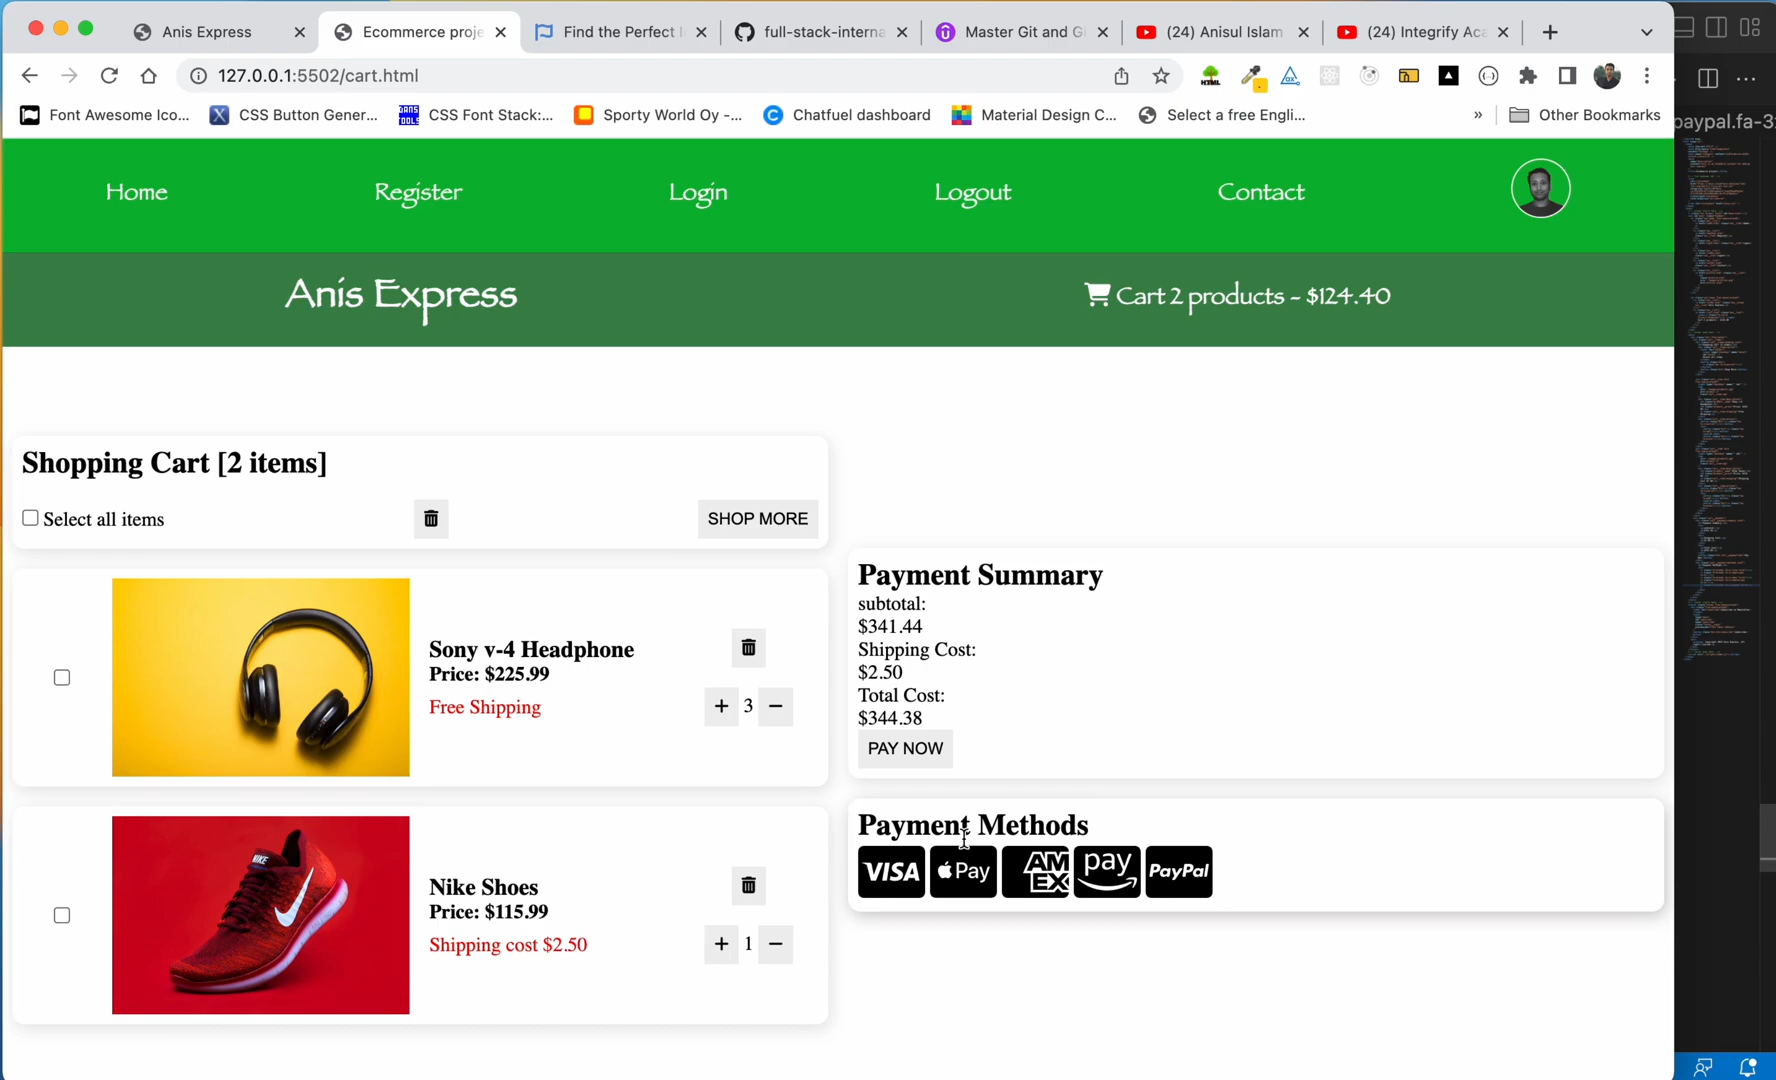 Anis Express
Ecommerce proje
Find the Perfect
full-stack-interna
Master Git and Gi
(24) Anisul Islam
(24) Integrify Aca
127.0.0.1:5502/cart.html
Font Awesome Ico...
CSS Button Gener...
CSS Font Stack:...
Sporty World Oy -...
Chatfuel dashboard
Material Design C...
Select a free Engli...
»
Other Bookmarks
paypal.fa-3
Home
Register
Login
Logout
Contact
Anis Express
Cart 2 products - $124.40
Shopping Cart [2 items]
Select all items
SHOP MORE
Sony v-4 Headphone
Price: $225.99
Free Shipping
+ 3 −
Nike Shoes
Price: $115.99
Shipping cost $2.50
+ 1 −
NIKE
Payment Summary
subtotal:
$341.44
Shipping Cost:
$2.50
Total Cost:
$344.38
PAY NOW
Payment Methods
VISA
Pay
AM
EX
pay
PayPal